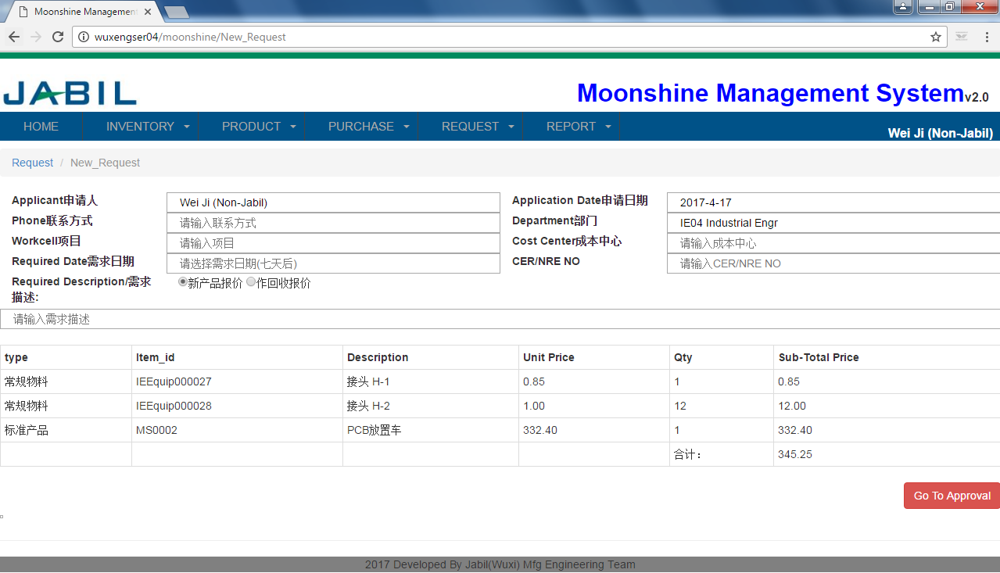 Moonshine Management
wuxengser04/moonshine/New_Request
JABIL
Moonshine Management Systemv2.0
HOME INVENTORY PRODUCT PURCHASE REQUEST REPORT
Wei Ji (Non-Jabil)
Request / New_Request
Applicant申请人 Wei Ji (Non-Jabil) Application Date申请日期 2017-4-17
Phone联系方式 请输入联系方式 Department部门 IE04 Industrial Engr
Workcell项目 请输入项目 Cost Center成本中心 请输入成本中心
Required Date需求日期 请选择需求日期(七天后) CER/NRE NO 请输入CER/NRE NO
Required Description/需求 新产品报价 作回收报价
描述:
请输入需求描述
type Item_id Description Unit Price Qty Sub-Total Price
常规物料 IEEquip000027 接头 H-1 0.85 1 0.85
常规物料 IEEquip000028 接头 H-2 1.00 12 12.00
标准产品 MS0002 PCB放置车 332.40 1 332.40
合计： 345.25
Go To Approval
2017 Developed By Jabil(Wuxi) Mfg Engineering Team